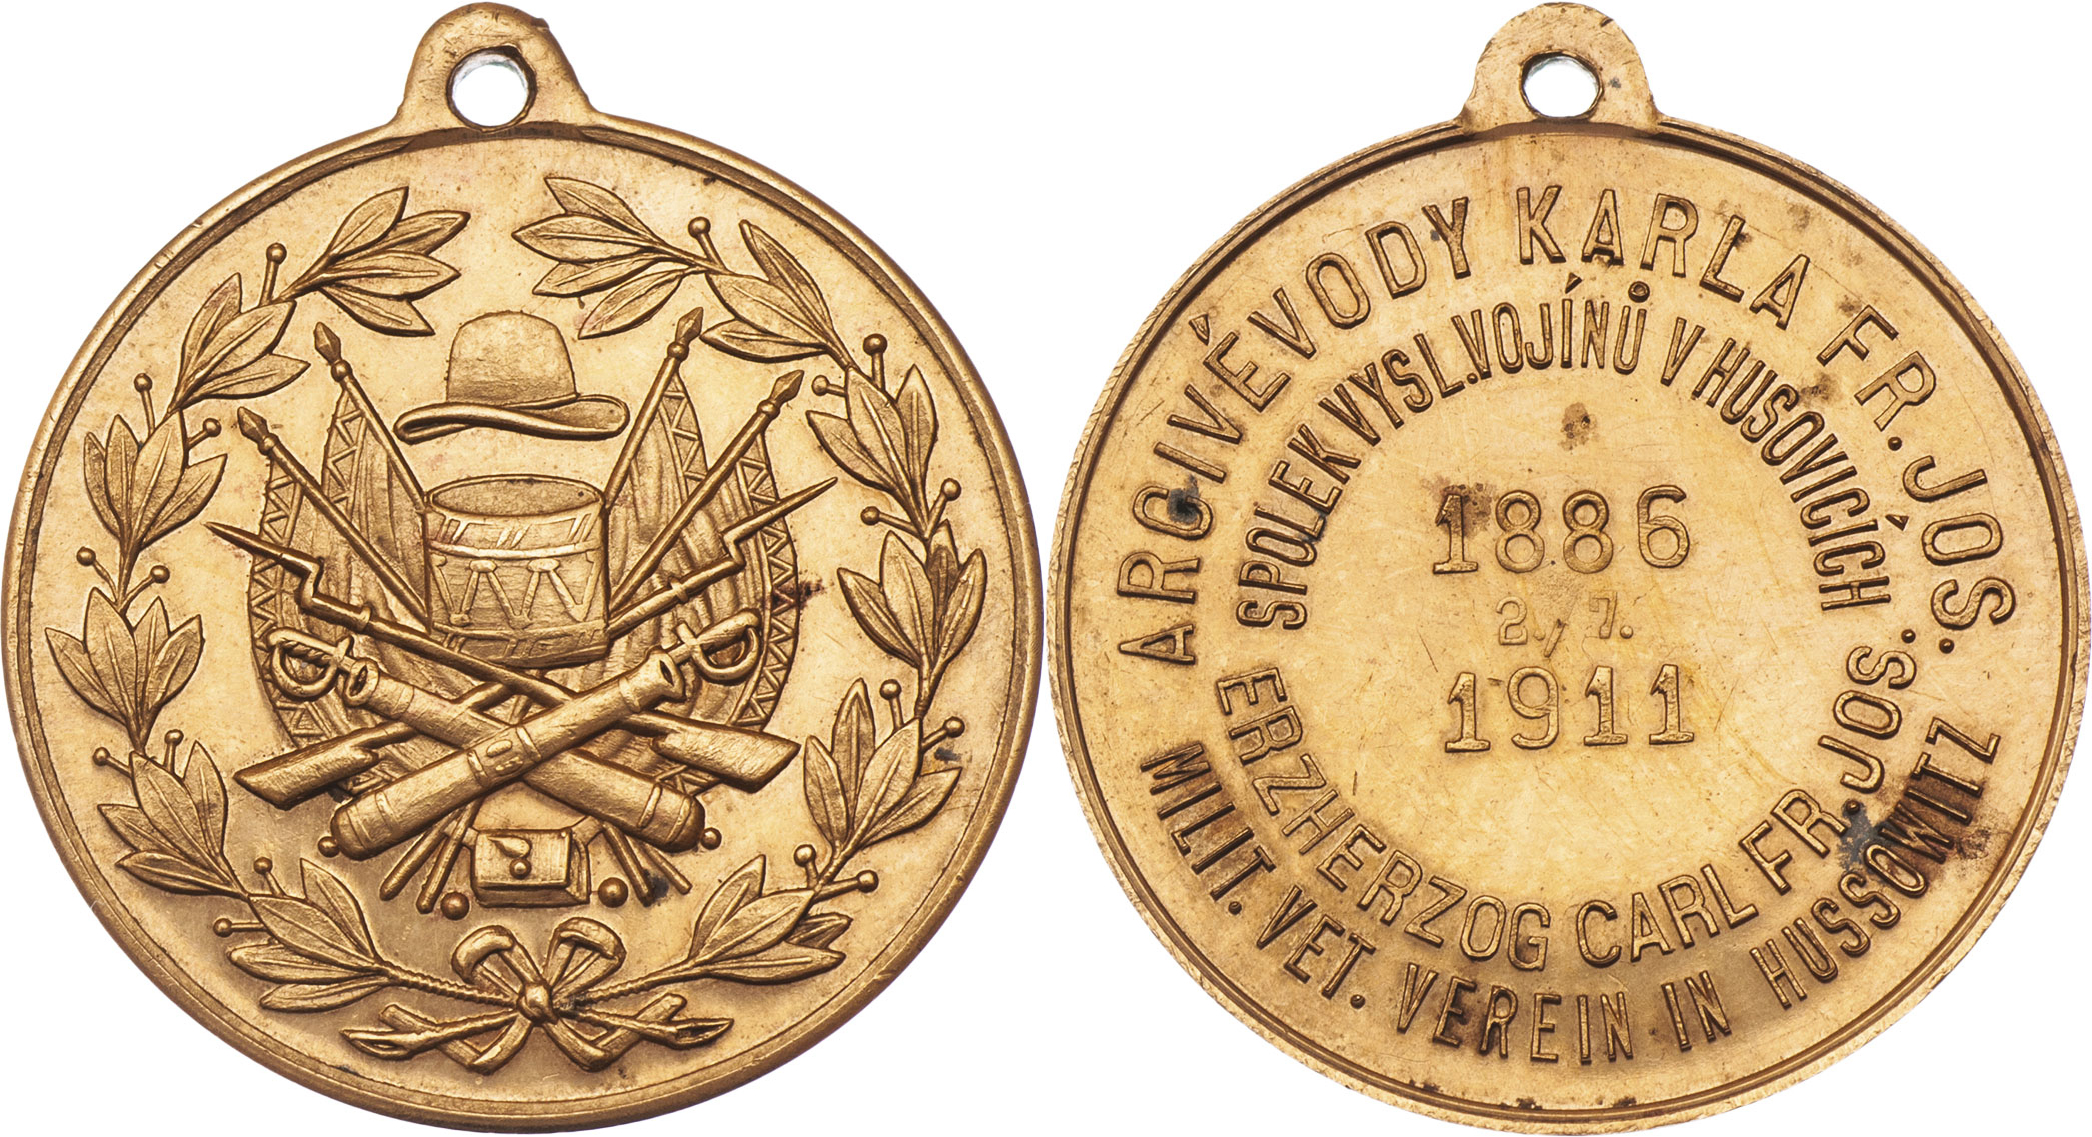 ARCIVÉVODY KARLA FR. JOS.
SPOLEK VYSL.VOJÍNŮ V HUSOVICÍCH
1886
2./7.
1911
ERZHERZOG CARL FR.JOS.
MILIT. VET. VEREIN IN HUSSOWITZ